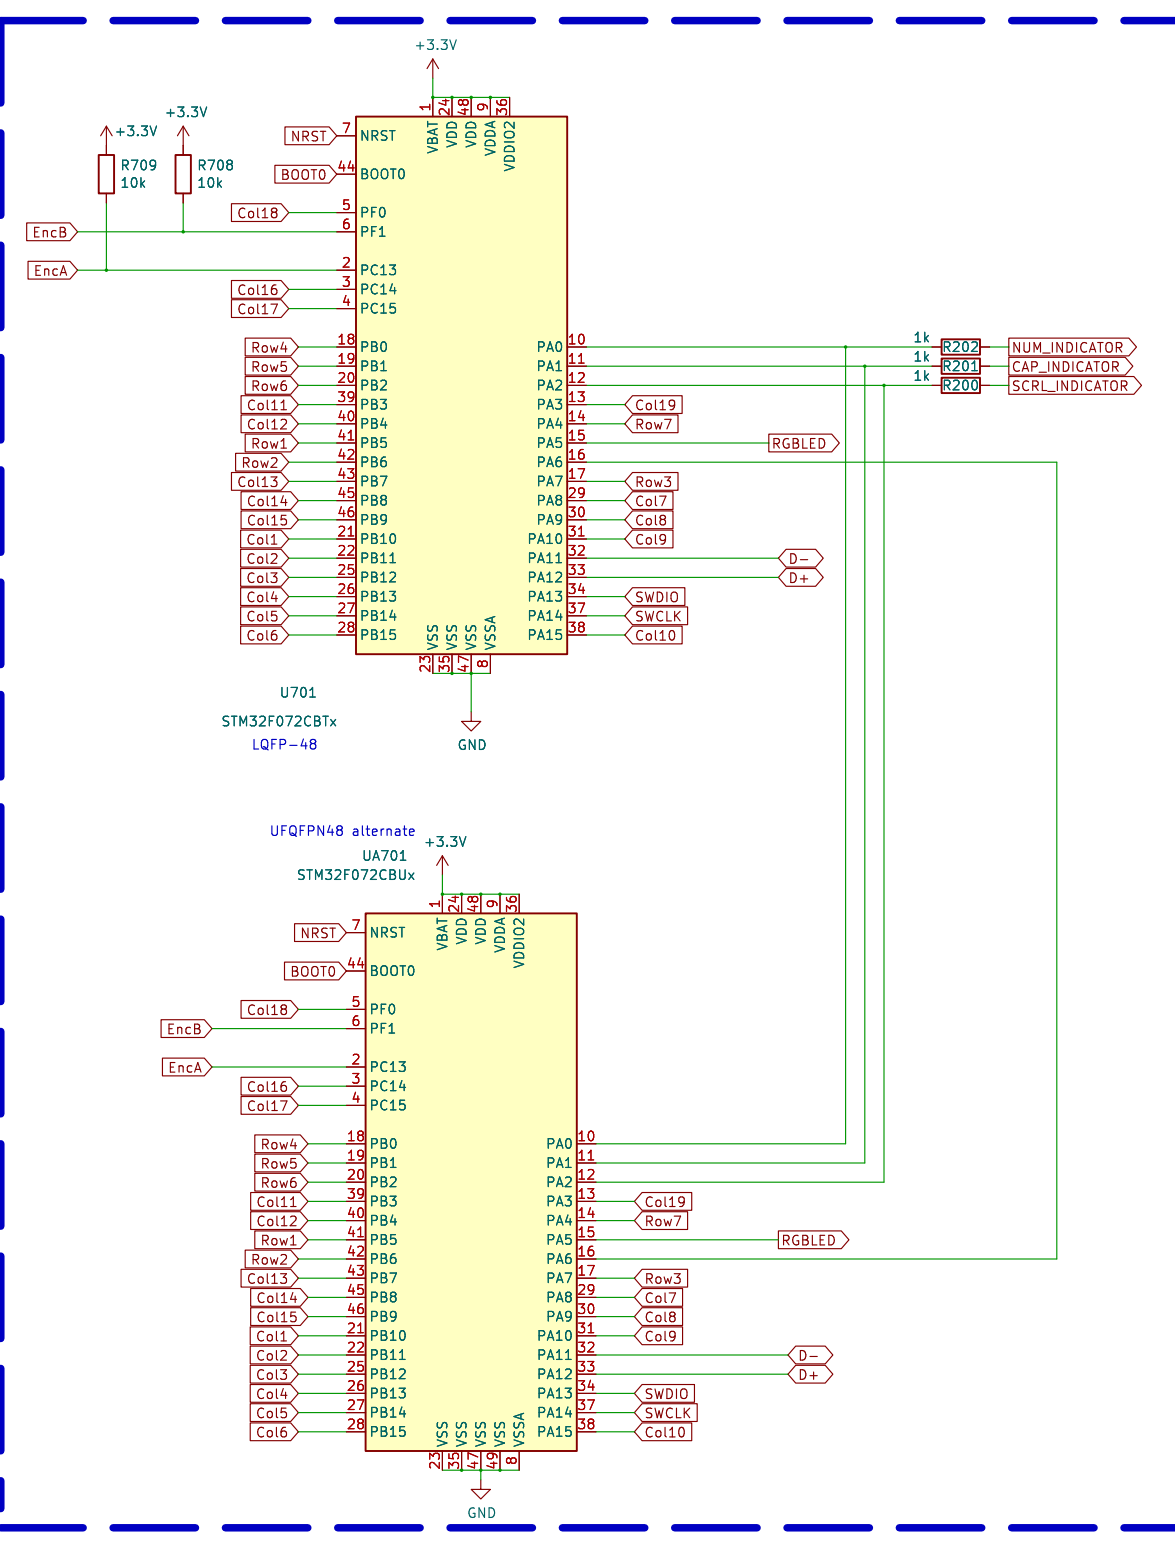 +3.3V
1
24
48
9
36
VBAT
VDD
VDD
VDDA
VDDIO2
+3.3V
+3.3V
R709
10k
R708
10k
NRST 7 NRST
BOOT0 44 BOOT0
Col18 5 PF0
EncB 6 PF1
EncA 2 PC13
Col16 3 PC14
Col17 4 PC15
Row4 18 PB0 PA0 10 1k R202 NUM_INDICATOR
Row5 19 PB1 PA1 11 1k R201 CAP_INDICATOR
Row6 20 PB2 PA2 12 1k R200 SCRL_INDICATOR
Col11 39 PB3 PA3 13 Col19
Col12 40 PB4 PA4 14 Row7
Row1 41 PB5 PA5 15 RGBLED
Row2 42 PB6 PA6 16
Col13 43 PB7 PA7 17 Row3
Col14 45 PB8 PA8 29 Col7
Col15 46 PB9 PA9 30 Col8
Col1 21 PB10 PA10 31 Col9
Col2 22 PB11 PA11 32 D-
Col3 25 PB12 PA12 33 D+
Col4 26 PB13 PA13 34 SWDIO
Col5 27 PB14 PA14 37 SWCLK
Col6 28 PB15 PA15 38 Col10
VSS
VSS
VSS
VSSA
23
35
47
8
U701
STM32F072CBTx
LQFP-48
GND
UFQFPN48 alternate
+3.3V
UA701
STM32F072CBUx
1
24
48
9
36
VBAT
VDD
VDD
VDDA
VDDIO2
NRST 7 NRST
BOOT0 44 BOOT0
Col18 5 PF0
EncB 6 PF1
EncA 2 PC13
Col16 3 PC14
Col17 4 PC15
Row4 18 PB0 PA0 10
Row5 19 PB1 PA1 11
Row6 20 PB2 PA2 12
Col11 39 PB3 PA3 13 Col19
Col12 40 PB4 PA4 14 Row7
Row1 41 PB5 PA5 15 RGBLED
Row2 42 PB6 PA6 16
Col13 43 PB7 PA7 17 Row3
Col14 45 PB8 PA8 29 Col7
Col15 46 PB9 PA9 30 Col8
Col1 21 PB10 PA10 31 Col9
Col2 22 PB11 PA11 32 D-
Col3 25 PB12 PA12 33 D+
Col4 26 PB13 PA13 34 SWDIO
Col5 27 PB14 PA14 37 SWCLK
Col6 28 PB15 PA15 38 Col10
VSS
VSS
VSS
VSS
VSSA
23
35
47
49
8
GND